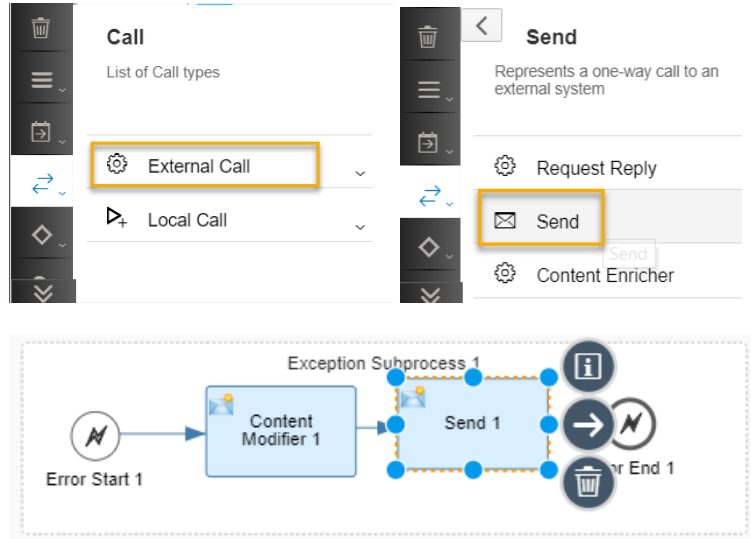 Call
List of Call types
External Call
Local Call
Send
Represents a one-way call to an
external system
Request Reply
Send
Send
Content Enricher
Exception Subprocess 1
Content
Modifier 1
Send 1
Error Start 1
End 1